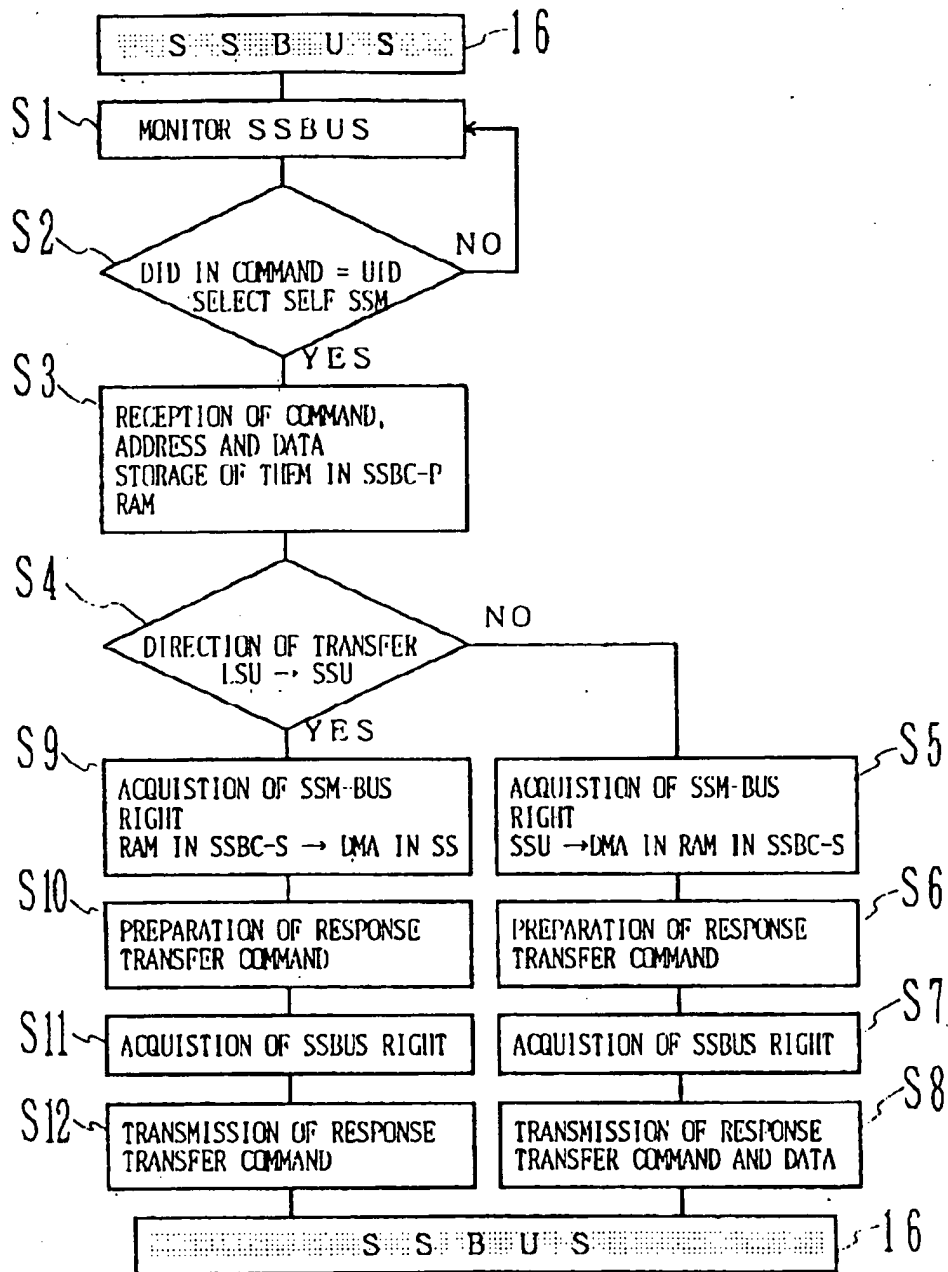 S S B U S
16
S1
MONITOR SSBUS
S2
DID IN COMMAND = UID
SELECT SELF SSM
NO
YES
S3
RECEPTION OF COMMAND,
ADDRESS AND DATA
STORAGE OF THEM IN SSBC-P
RAM
S4
DIRECTION OF TRANSFER
LSU → SSU
NO
YES
S9
ACQUISTION OF SSM-BUS
RIGHT
RAM IN SSBC-S → DMA IN SS
S5
ACQUISTION OF SSM-BUS
RIGHT
SSU →DMA IN RAM IN SSBC-S
S10
PREPARATION OF RESPONSE
TRANSFER COMMAND
S6
PREPARATION OF RESPONSE
TRANSFER COMMAND
S11
ACQUISTION OF SSBUS RIGHT
S7
ACQUISTION OF SSBUS RIGHT
S12
TRANSMISSION OF RESPONSE
TRANSFER COMMAND
S8
TRANSMISSION OF RESPONSE
TRANSFER COMMAND AND DATA
S S B U S
16